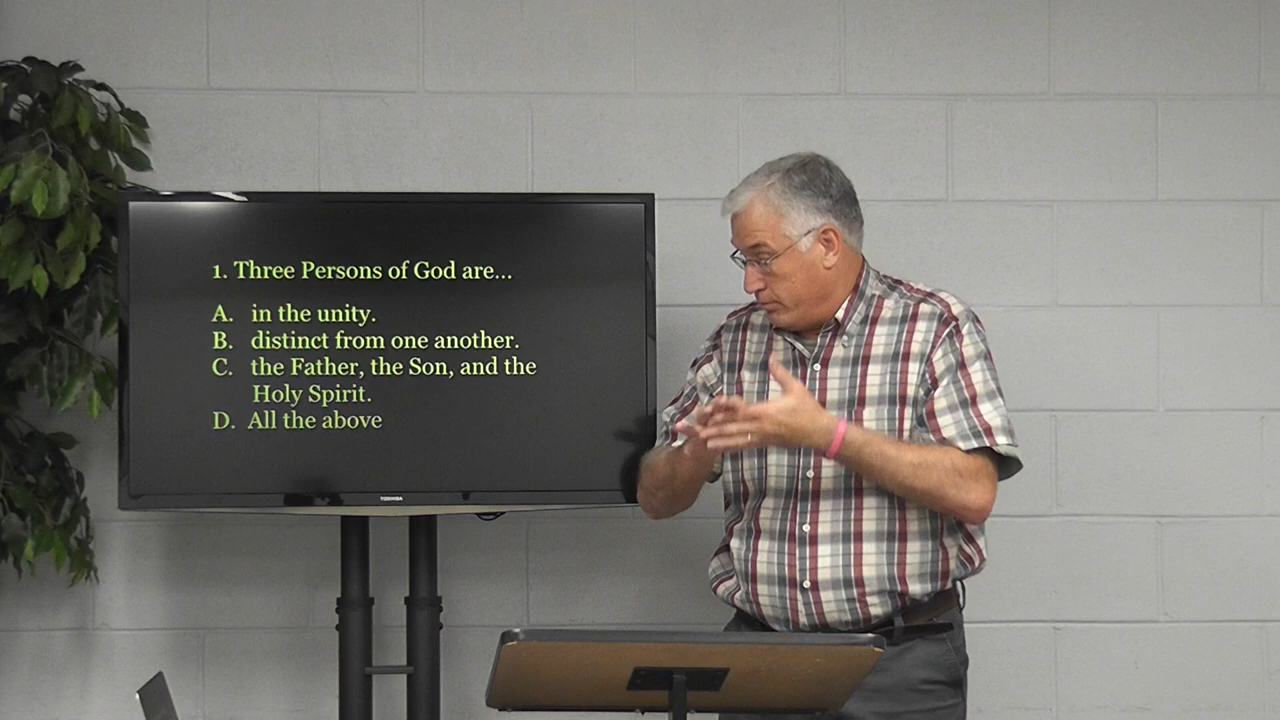 1. Three Persons of God are...
A. in the unity.
B. distinct from one another.
C. the Father, the Son, and the
Holy Spirit.
D. All the above
TOSHIBA